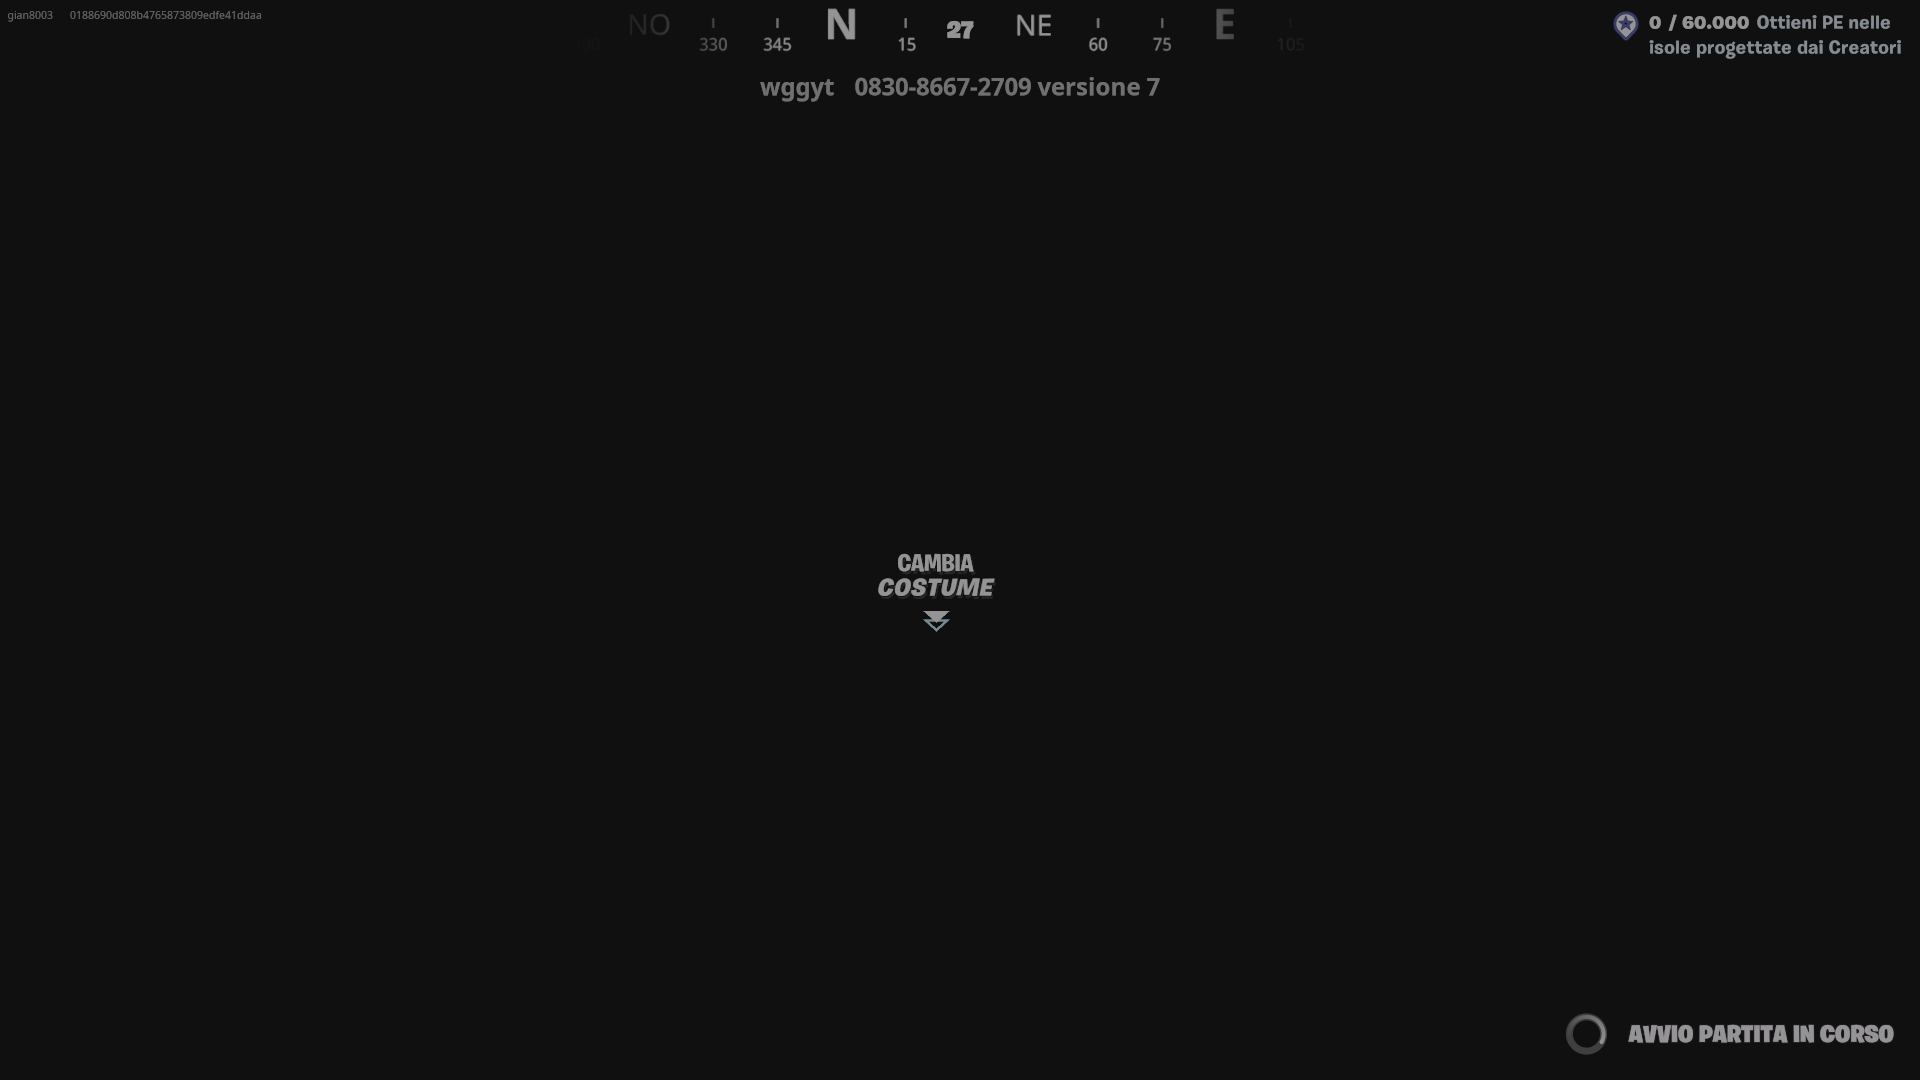 gian8003 0188690d808b4765873809edfe41ddaa
NO 330 345 N 15 27 NE 60 75 E 105
wggyt 0830-8667-2709 versione 7
0 / 60.000 Ottieni PE nelle
isole progettate dai Creatori
CAMBIA
COSTUME
AVVIO PARTITA IN CORSO